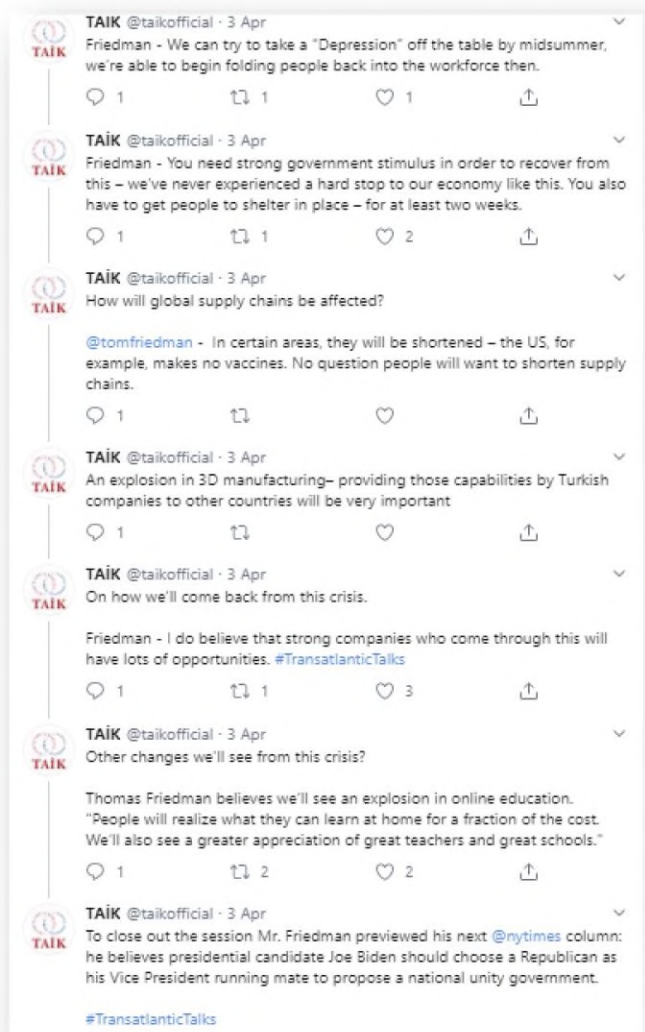 TAİK @taikofficial · 3 Apr
TAİK
Friedman - We can try to take a "Depression" off the table by midsummer,
we're able to begin folding people back into the workforce then.
1 1 1
TAİK @taikofficial · 3 Apr
TAİK
Friedman - You need strong government stimulus in order to recover from
this – we've never experienced a hard stop to our economy like this. You also
have to get people to shelter in place – for at least two weeks.
1 1 2
TAİK @taikofficial · 3 Apr
TAİK
How will global supply chains be affected?
@tomfriedman - In certain areas, they will be shortened – the US, for
example, makes no vaccines. No question people will want to shorten supply
chains.
1
TAİK @taikofficial · 3 Apr
TAİK
An explosion in 3D manufacturing– providing those capabilities by Turkish
companies to other countries will be very important
1
TAİK @taikofficial · 3 Apr
TAİK
On how we'll come back from this crisis.
Friedman - I do believe that strong companies who come through this will
have lots of opportunities. #TransatlanticTalks
1 1 3
TAİK @taikofficial · 3 Apr
TAİK
Other changes we'll see from this crisis?
Thomas Friedman believes we'll see an explosion in online education.
"People will realize what they can learn at home for a fraction of the cost.
We'll also see a greater appreciation of great teachers and great schools."
1 2 2
TAİK @taikofficial · 3 Apr
TAİK
To close out the session Mr. Friedman previewed his next @nytimes column:
he believes presidential candidate Joe Biden should choose a Republican as
his Vice President running mate to propose a national unity government.
#TransatlanticTalks